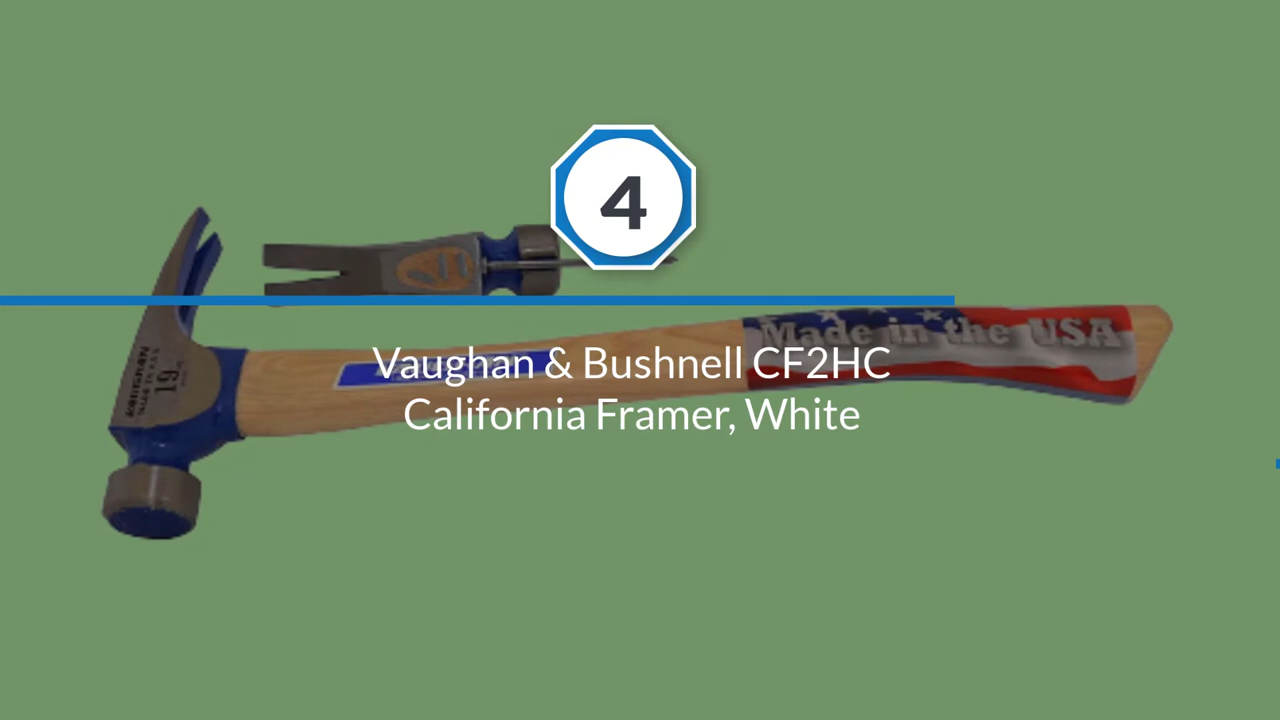 4
Made in the USA
Vaughan & Bushnell CF2HC
California Framer, White
19